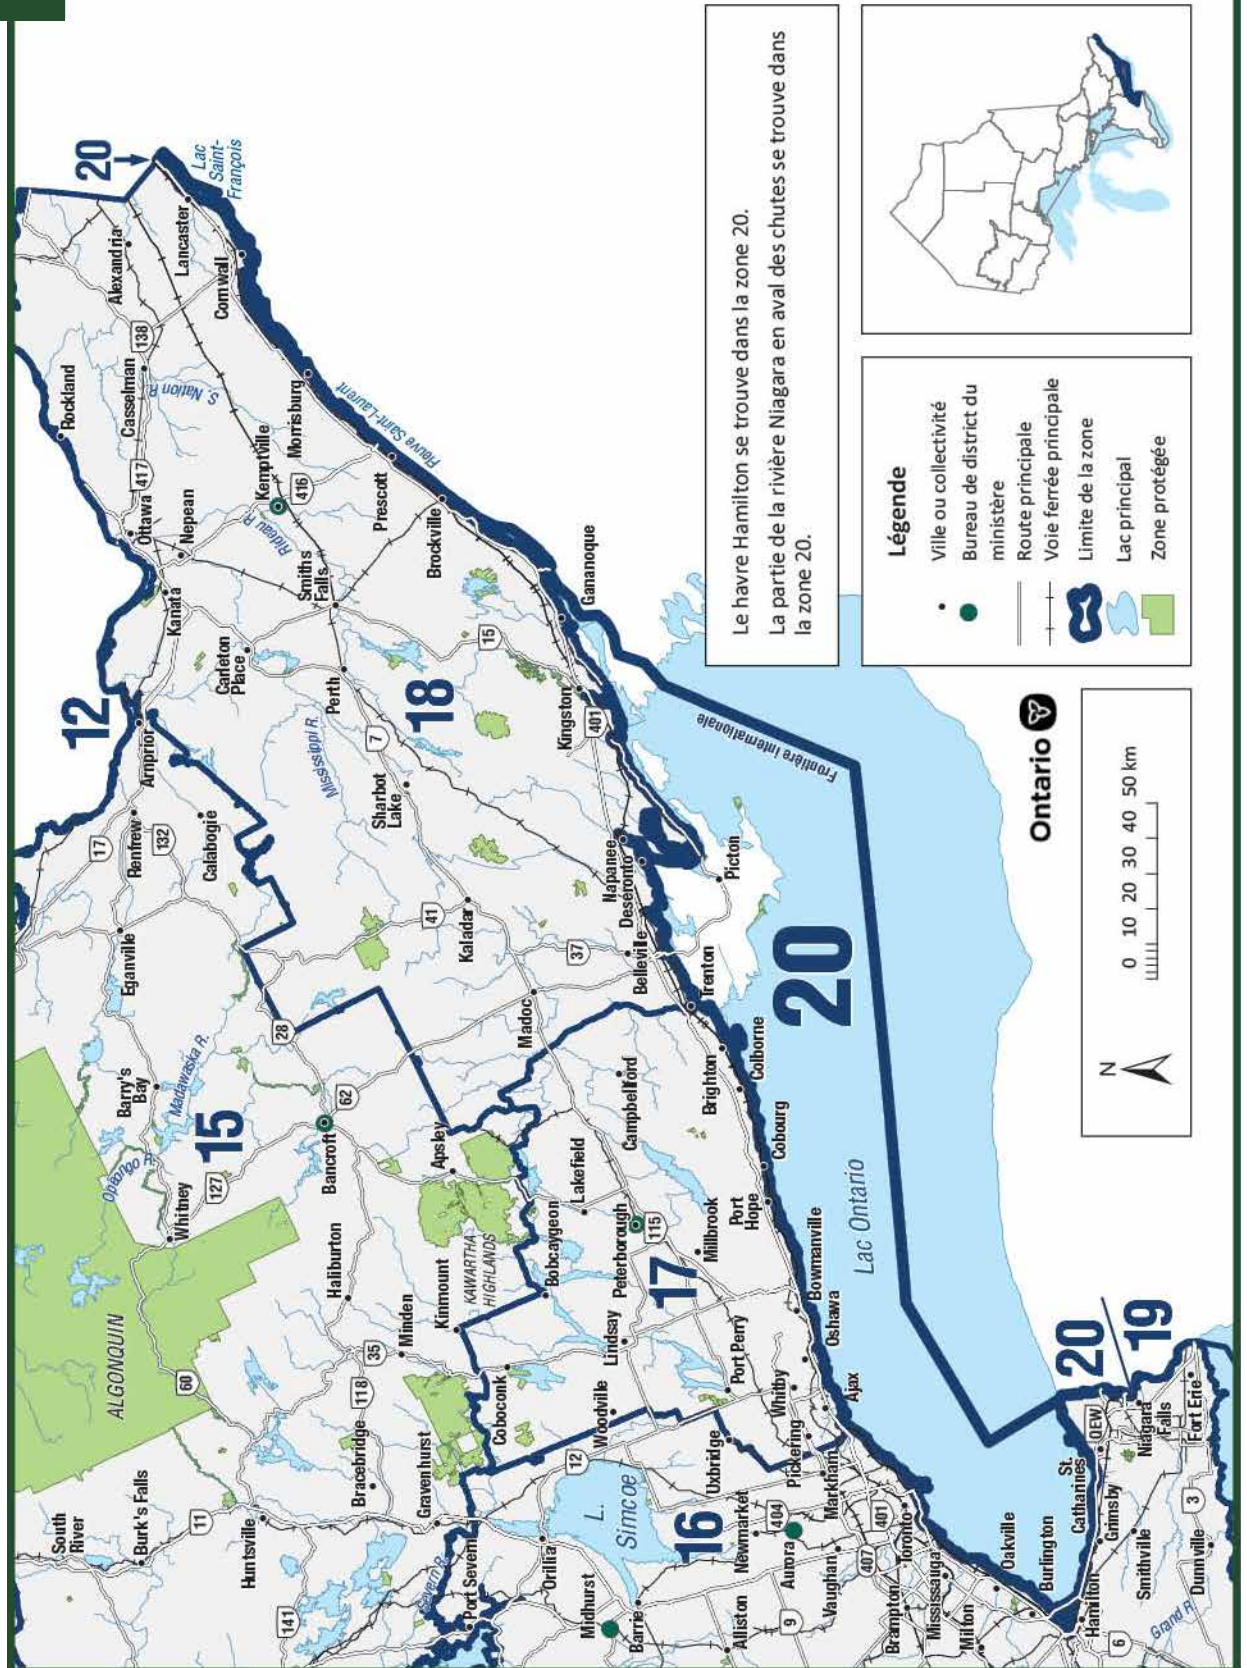 20
Lac
Saint-
François
Lancaster
Alexandria
Cornwall
138
Casselman
S. Nation R.
Rockland
417
Ottawa
Nepean
Kemptville
416
Morrisburg
Fleuve Saint-Laurent
Prescott
Rideau R.
Smiths
Falls
Brockville
Kanata
Carleton
Place
Perth
15
Gananoque
12
Arnprior
18
Mississippi R.
7
Kingston
401
Frontière internationale
17
Renfrew
132
Calabogie
Sharbot
Lake
Napanee
Deseronto
Picton
Eganville
41
Kaladar
37
Belleville
Trenton
20
28
Madoc
Barry's
Bay
Madawaska R.
15
62
Bancroft
Campbellford
Brighton
Colborne
Cobourg
Opeongo R.
Whitney
127
Apsley
Lakefield
Port
Hope
Lac Ontario
Haliburton
KAWARTHA
HIGHLANDS
Bobcaygeon
Peterborough
115
Millbrook
17
Bowmanville
ALGONQUIN
60
Kinmount
Minden
35
118
Lindsay
Port Perry
Oshawa
Whitby
Ajax
Coboconk
Woodville
12
Bracebridge
Gravenhurst
Uxbridge
Pickering
Markham
South
River
Burk's Falls
11
Huntsville
L.
Simcoe
16
Newmarket
404
Aurora
401
407
Toronto
Vaughan
141
Severn R.
Port Severn
Orillia
Midhurst
Barrie
Alliston
9
Brampton
Mississauga
Milton
Oakville
Burlington
Hamilton
6
St.
Catharines
Grimsby
QEW
20
19
Niagara
Falls
Fort Erie
Smithville
3
Dunnville
Grand R.
Le havre Hamilton se trouve dans la zone 20.
La partie de la rivière Niagara en aval des chutes se trouve dans
la zone 20.
Légende
Ville ou collectivité
Bureau de district du
ministère
Route principale
Voie ferrée principale
Limite de la zone
Lac principal
Zone protégée
Ontario
0 10 20 30 40 50 km
N